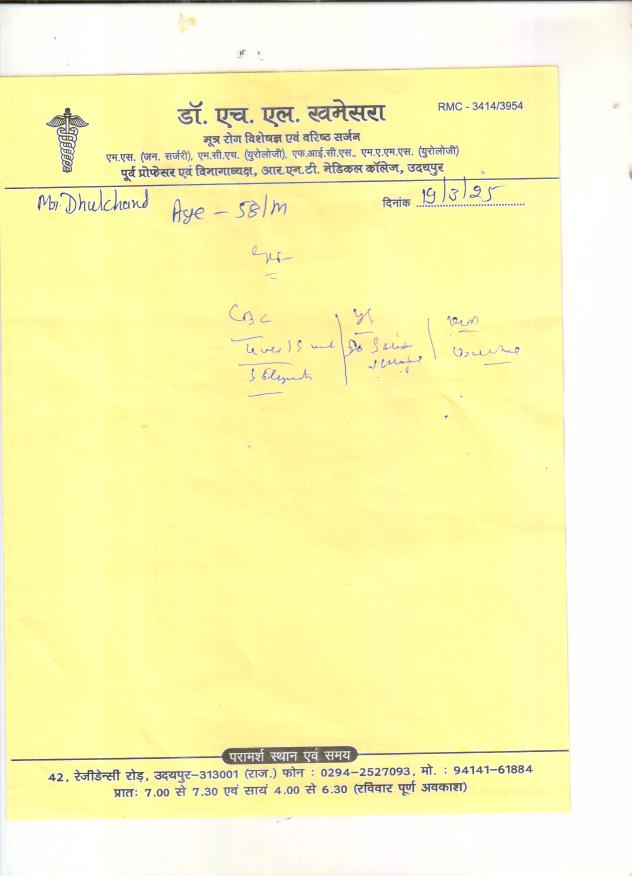 डॉ. एच. एल. खमेसरा
RMC - 3414/3954
मूत्र रोग विशेषज्ञ एवं वरिष्ठ सर्जन
एम.एस. (जन. सर्जरी), एम.सी.एच. (युरोलोजी), एफ.आई.सी.एस., एम.ए.एम.एस. (युरोलोजी)
पूर्व प्रोफेसर एवं विभागाध्यक्ष, आर.एन.टी. मेडिकल कॉलेज, उदयपुर
Mr. Dhulchand Age - 58/M दिनांक 19/3/25
CBC
परामर्श स्थान एवं समय
42, रेजीडेन्सी रोड़, उदयपुर-313001 (राज.) फोन : 0294-2527093, मो. : 94141-61884
प्रातः 7.00 से 7.30 एवं सायं 4.00 से 6.30 (रविवार पूर्ण अवकाश)